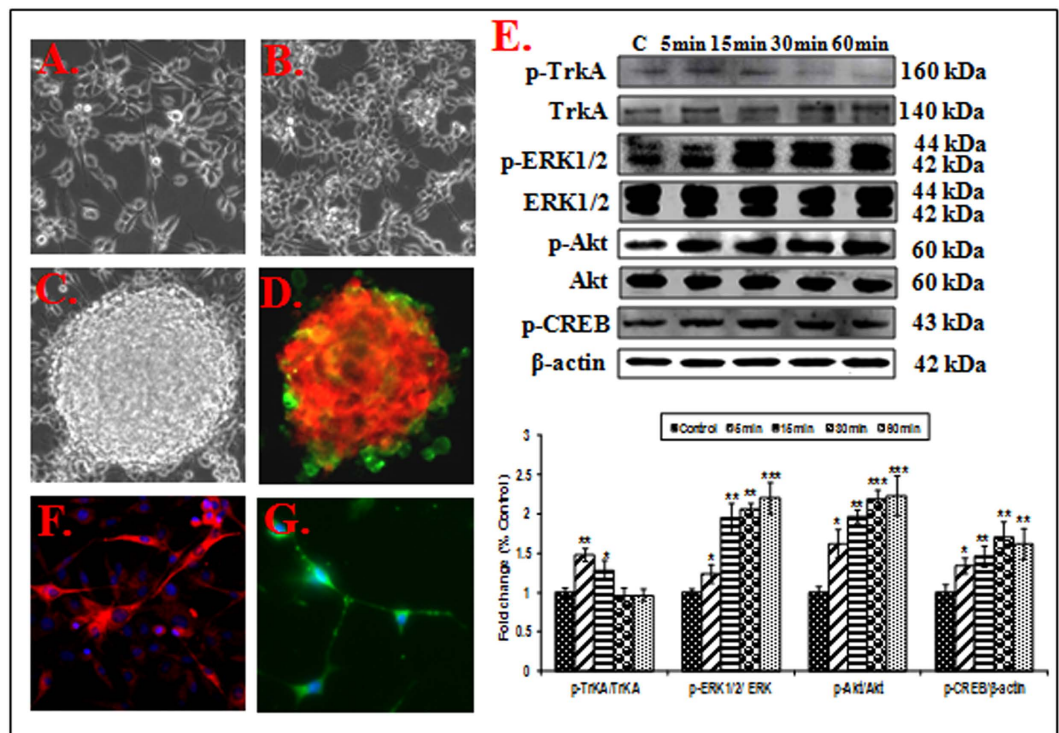 A.
B.
C.
D.
F.
G.
E.
C 5min 15min 30min 60min
p-TrkA 160 kDa
TrkA 140 kDa
p-ERK1/2 44 kDa
42 kDa
ERK1/2 44 kDa
42 kDa
p-Akt 60 kDa
Akt 60 kDa
p-CREB 43 kDa
β-actin 42 kDa
Control 5min 15min 30min 60min
Fold change (% Control)
3
2.5
2
1.5
1
0.5
0
** *
* ** ** ***
* ** *** ***
* ** ** **
p-TrKA/TrKA p-ERK1/2/ ERK p-Akt/Akt p-CREB/β-actin